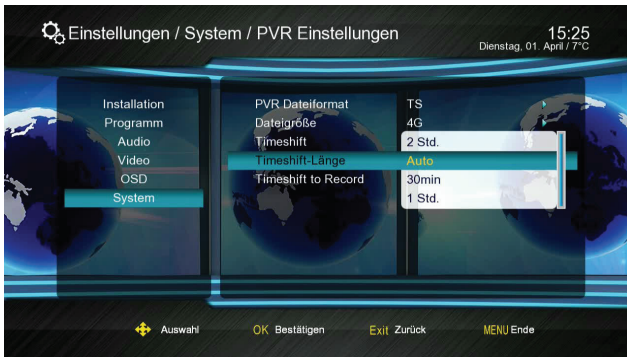 Einstellungen / System / PVR Einstellungen
15:25
Dienstag, 01. April / 7°C
Installation
Programm
Audio
Video
OSD
System
PVR Dateiformat TS
Dateigröße 4G
Timeshift 2 Std.
Timeshift-Länge Auto
Timeshift to Record 30min
1 Std.
Auswahl OK Bestätigen Exit Zurück MENU Ende